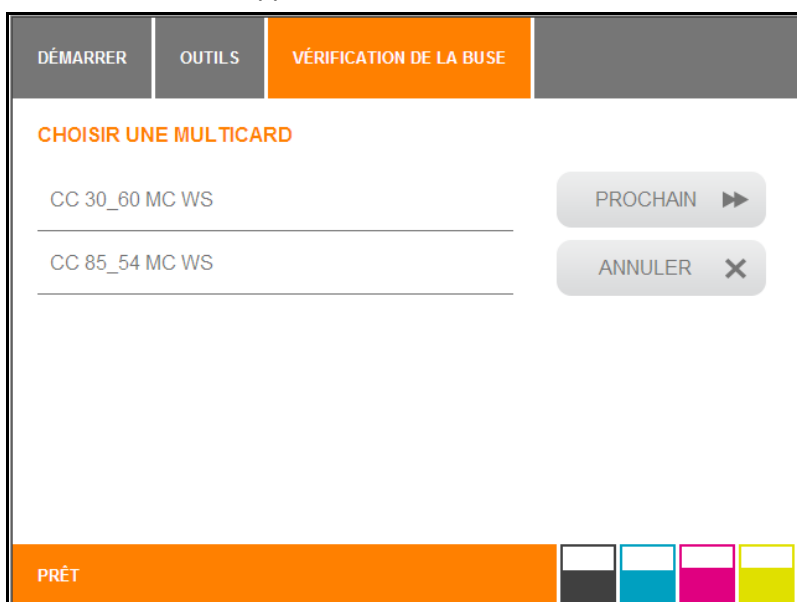 DÉMARRER OUTILS VÉRIFICATION DE LA BUSE
CHOISIR UNE MULTICARD
CC 30_60 MC WS
PROCHAIN
CC 85_54 MC WS
ANNULER
PRÊT